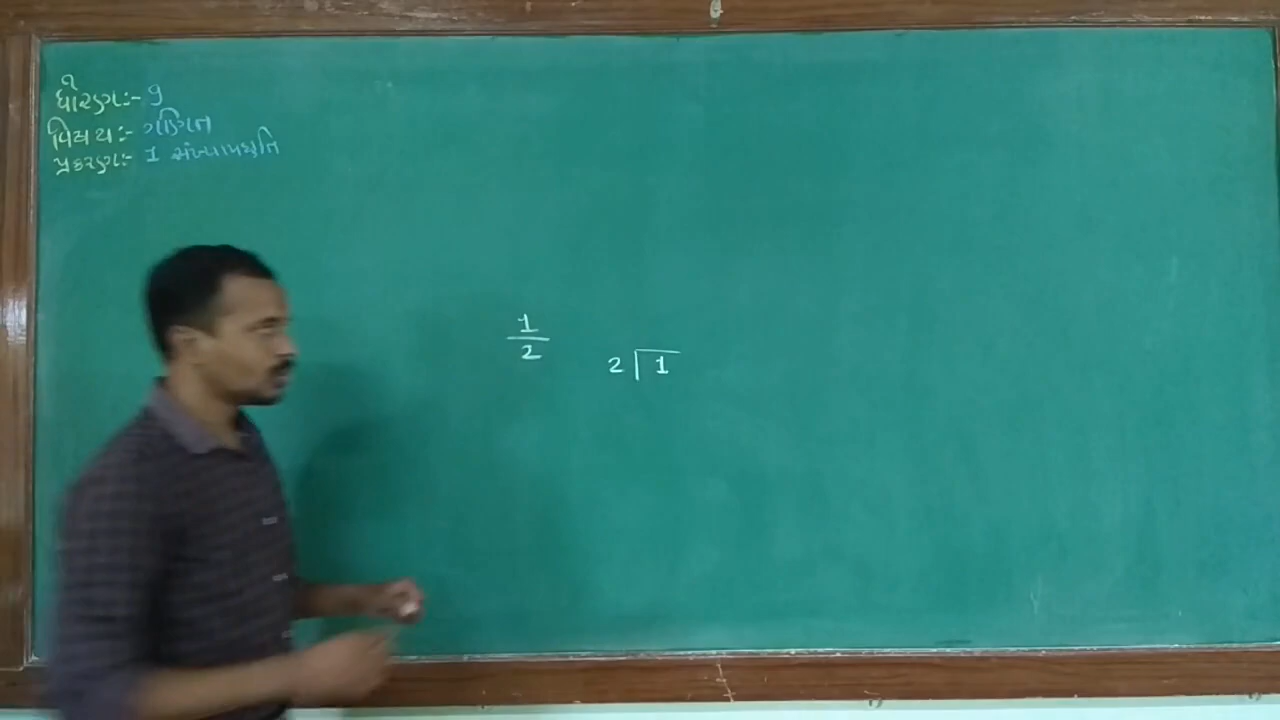 ધોરણ:- 9
વિષય:- ગણિત
પ્રકરણ:- 1 સંખ્યાપદ્ધતિ
1
2
2 1